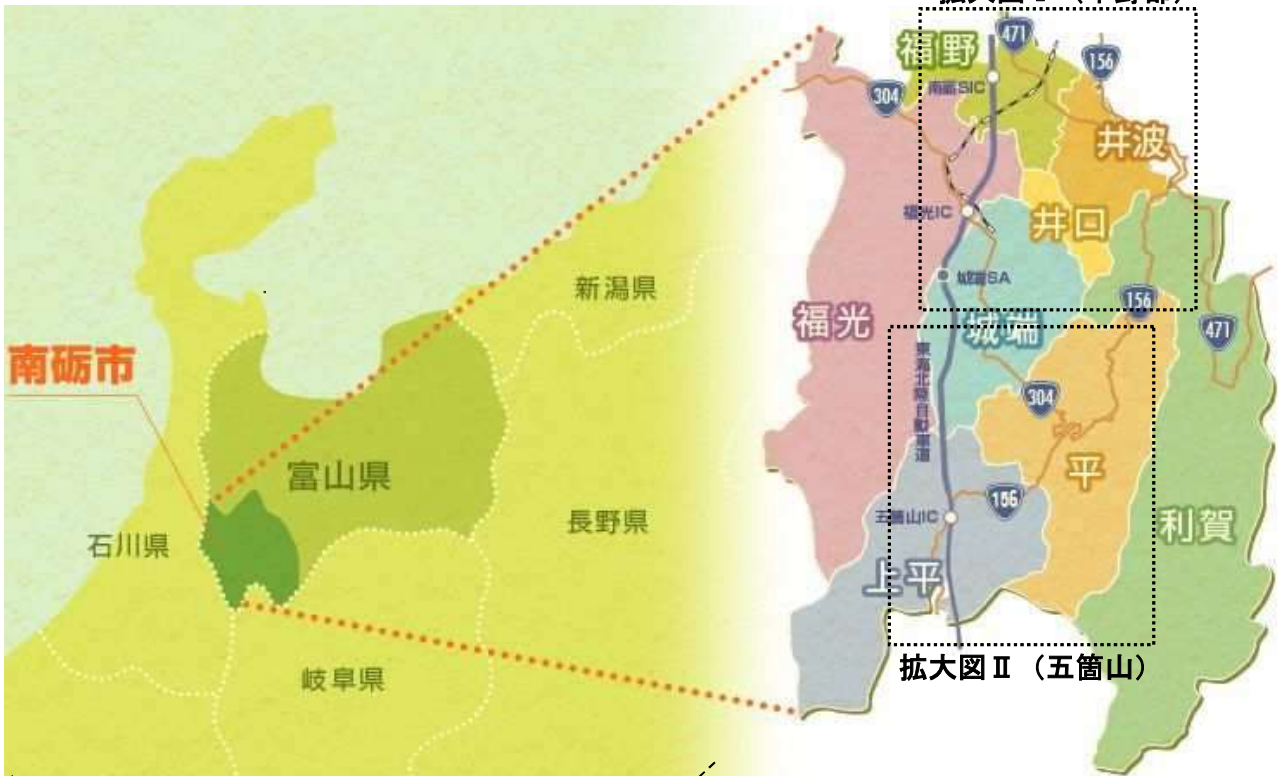 拡大図Ⅰ（平野部）
新潟県
南砺市
富山県
石川県
長野県
岐阜県
福野
471
156
304
南砺SIC
井波
福光IC
井口
城端SA
福光
城端
156
471
東海北陸自動車道
304
平
156
五箇山IC
利賀
上平
拡大図Ⅱ（五箇山）